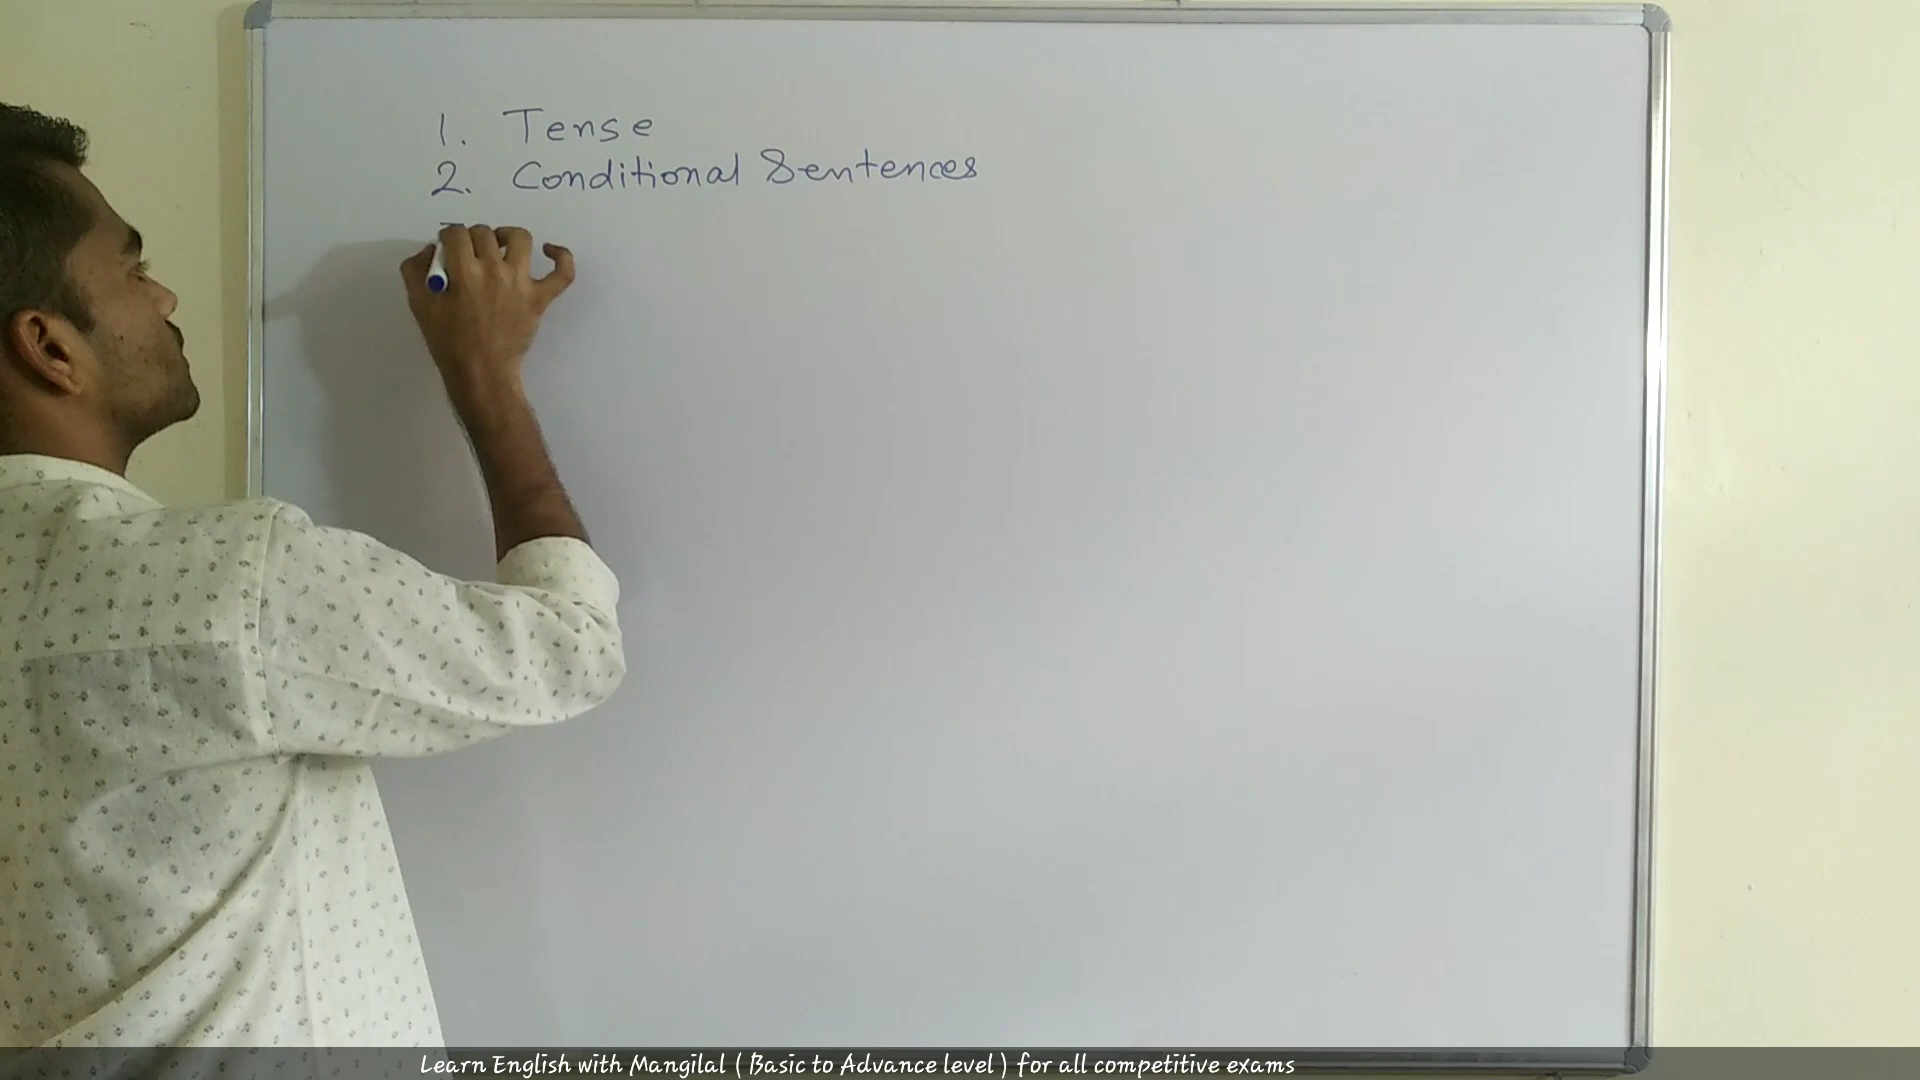 1. Tense
2. Conditional Sentences
Learn English with Mangilal ( Basic to Advance level ) for all competitive exams